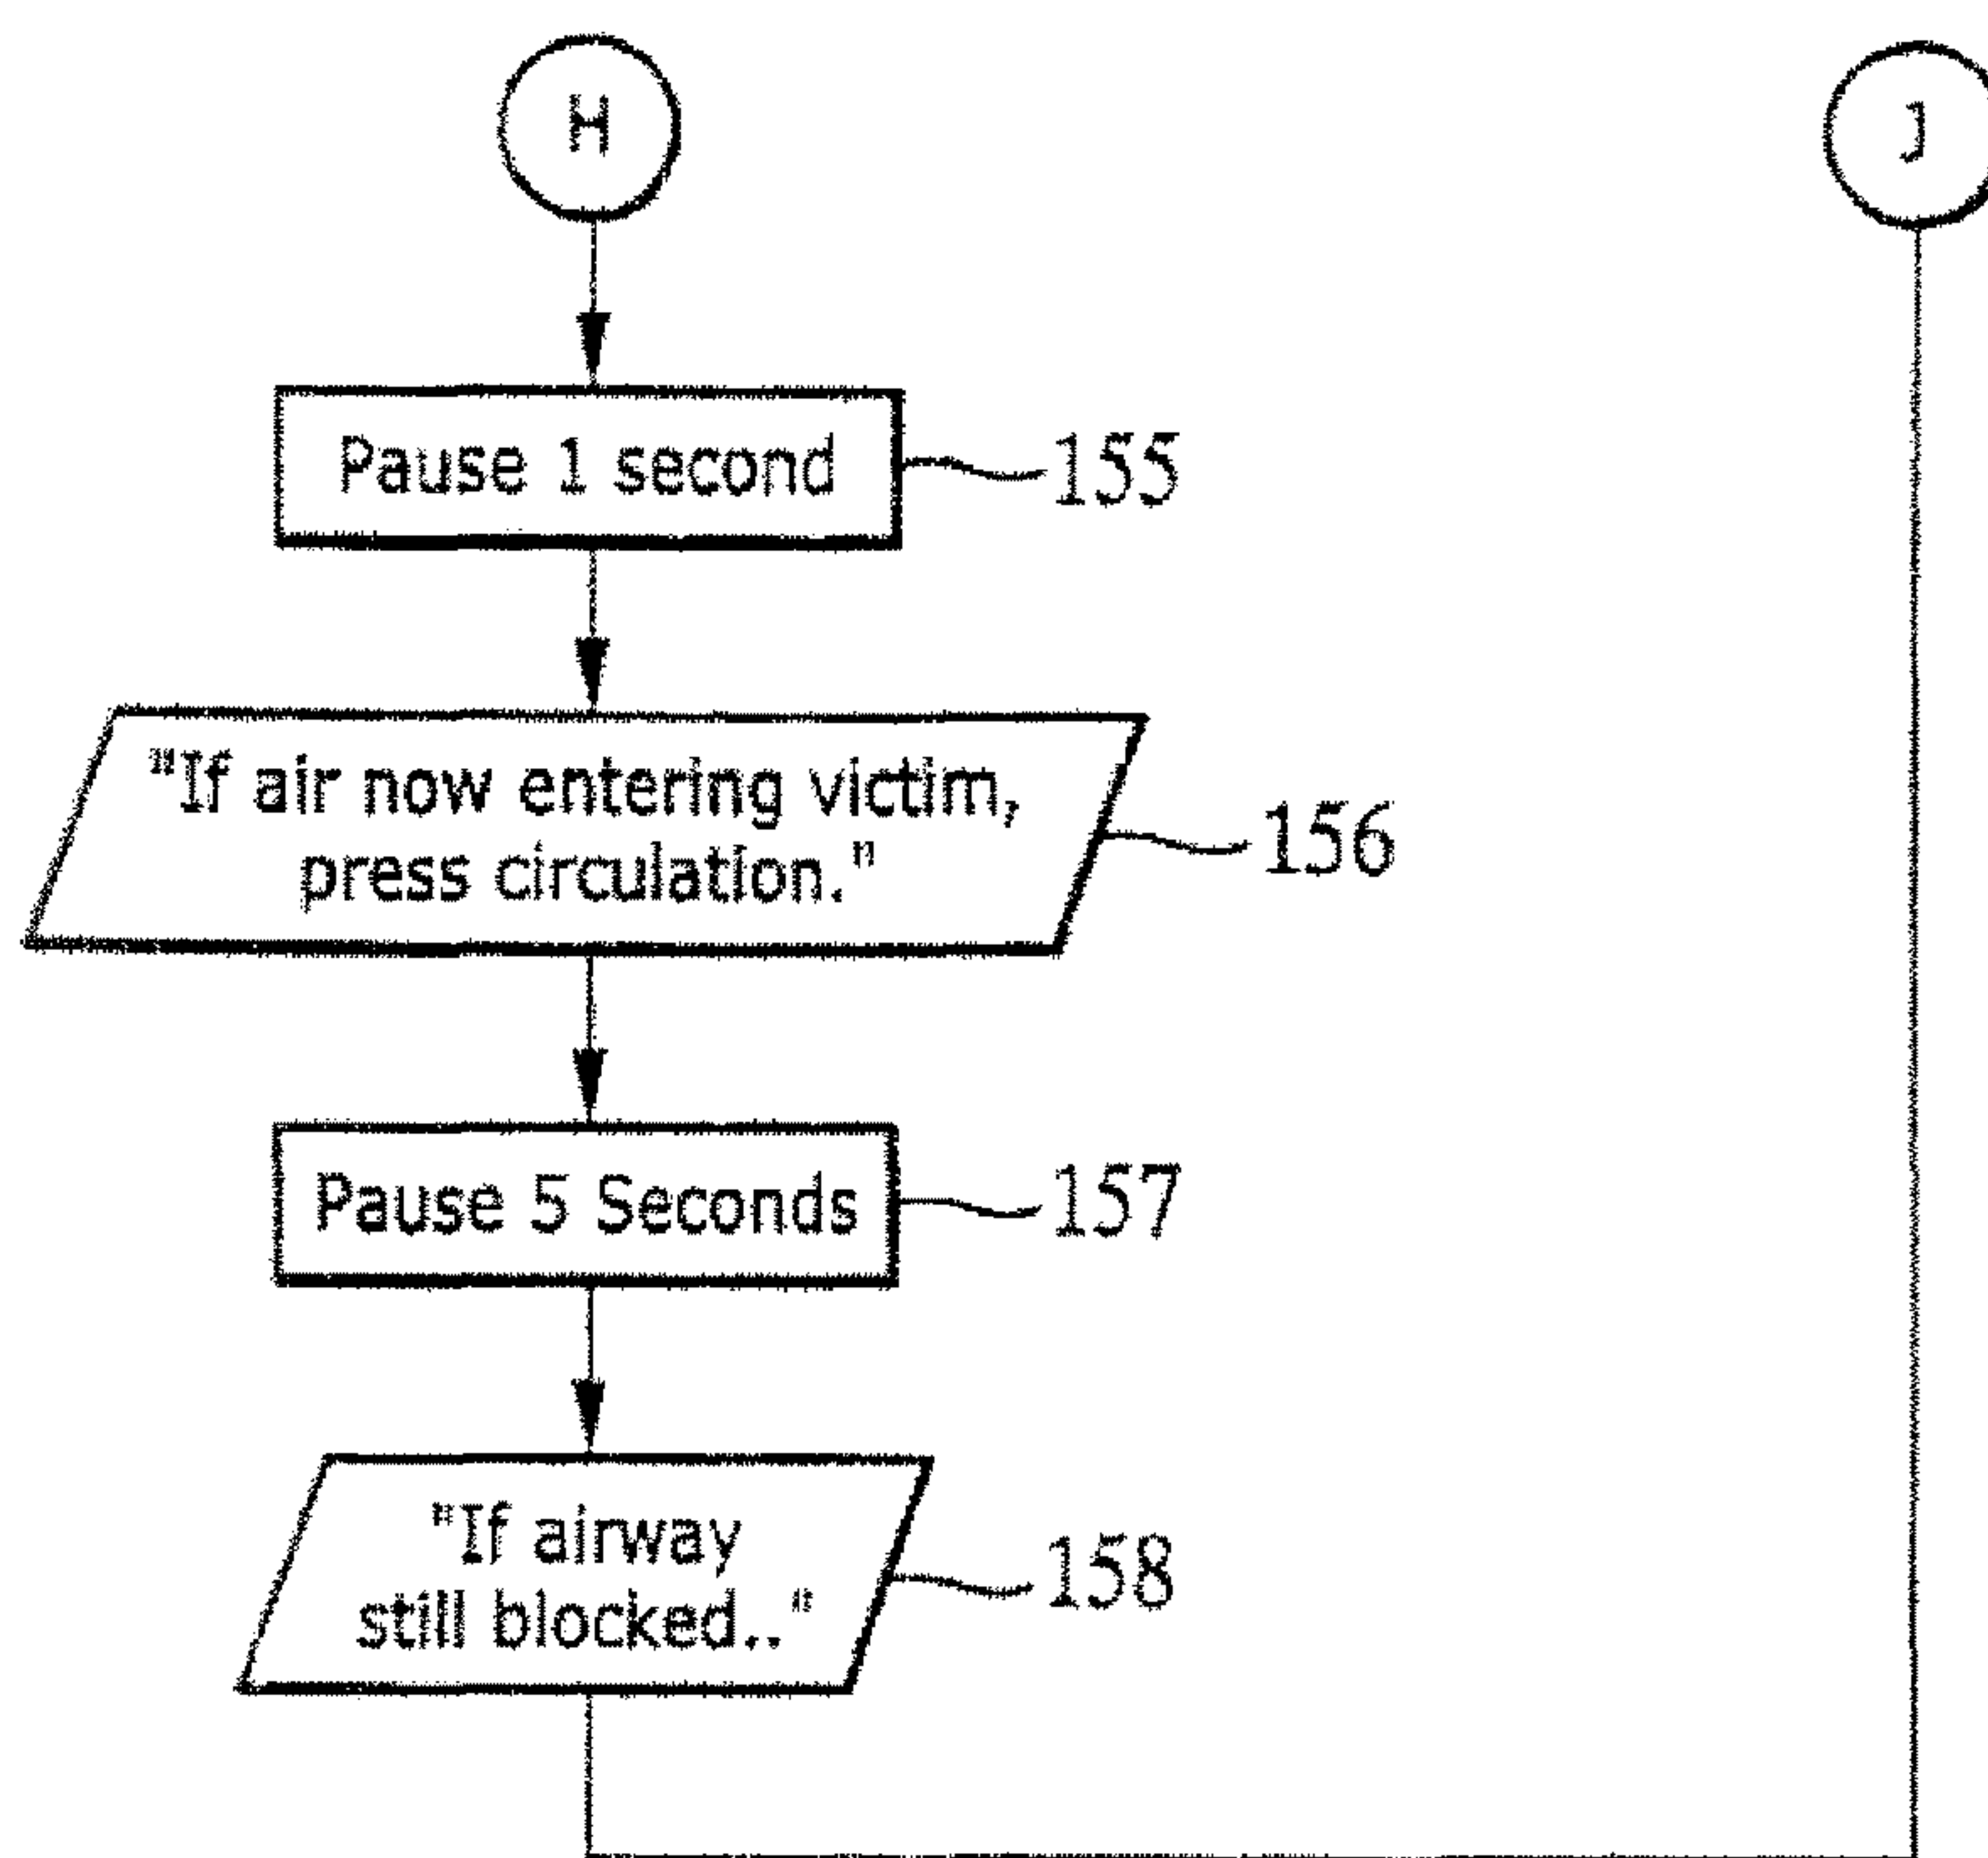 H
J
Pause 1 second
155
"If air now entering victim,
press circulation."
156
Pause 5 Seconds
157
"If airway
still blocked.."
158